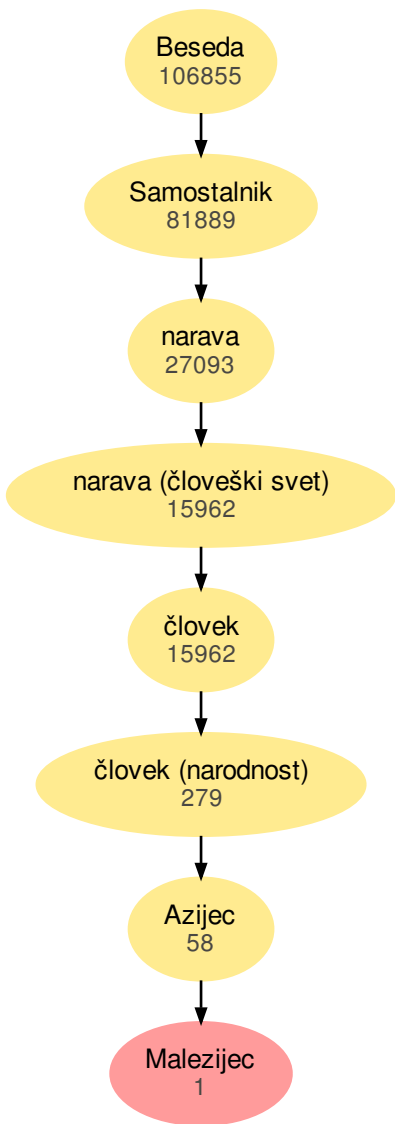 Beseda
106855
Samostalnik
81889
narava
27093
narava (človeški svet)
15962
človek
15962
človek (narodnost)
279
Azijec
58
Malezijec
1